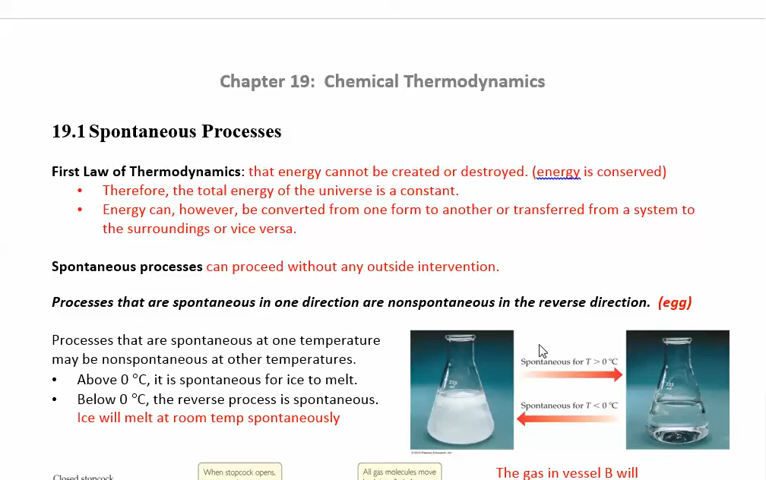 Chapter 19: Chemical Thermodynamics
19.1 Spontaneous Processes
First Law of Thermodynamics: that energy cannot be created or destroyed. (energy is conserved)
• Therefore, the total energy of the universe is a constant.
• Energy can, however, be converted from one form to another or transferred from a system to
the surroundings or vice versa.
Spontaneous processes can proceed without any outside intervention.
Processes that are spontaneous in one direction are nonspontaneous in the reverse direction. (egg)
Processes that are spontaneous at one temperature
may be nonspontaneous at other temperatures.
• Above 0 °C, it is spontaneous for ice to melt.
• Below 0 °C, the reverse process is spontaneous.
Ice will melt at room temp spontaneously
Spontaneous for T > 0 °C
Spontaneous for T < 0 °C
Closed stopcock
When stopcock opens,
All gas molecules move
The gas in vessel B will